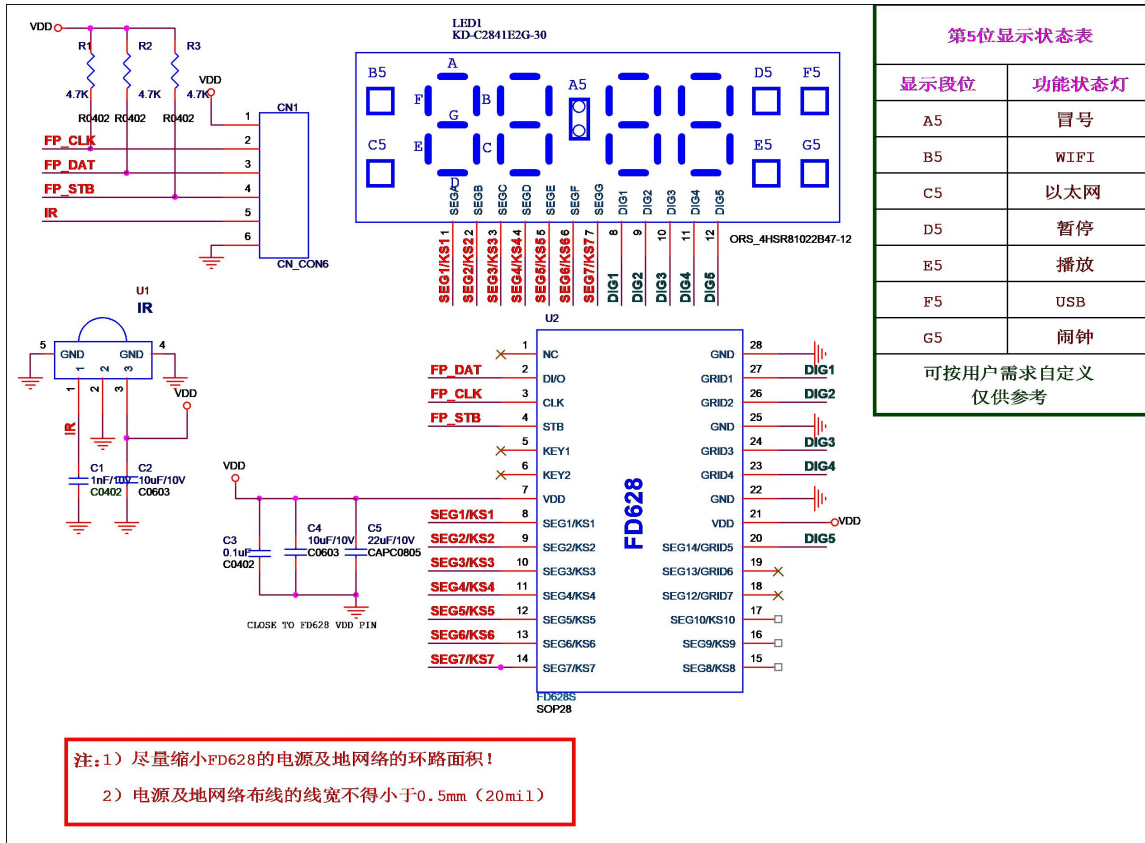 VDD
R1
R2
R3
4.7K
4.7K
4.7K
R0402
R0402
R0402
VDD
CN1
1
2
3
4
5
6
FP_CLK
FP_DAT
FP_STB
IR
CN_CON6
LED1
KD-C2841E2G-30
B5
C5
A
F
B
G
E
C
D
A5
D5
F5
E5
G5
SEGA
SEGB
SEGC
SEGD
SEGE
SEGF
SEGG
DIG1
DIG2
DIG3
DIG4
DIG5
1
2
3
4
5
6
7
8
9
10
11
12
ORS_4HSR81022B47-12
SEG1/KS1
SEG2/KS2
SEG3/KS3
SEG4/KS4
SEG5/KS5
SEG6/KS6
SEG7/KS7
DIG1
DIG2
DIG3
DIG4
DIG5
第5位显示状态表
显示段位 功能状态灯
A5 冒号
B5 WIFI
C5 以太网
D5 暂停
E5 播放
F5 USB
G5 闹钟
可按用户需求自定义
仅供参考
U1
IR
5
GND
GND
4
1
2
3
1
2
3
VDD
IR
C1
1nF/10V
C0402
C2
10uF/10V
C0603
VDD
C3
0.1uF
C0402
C4
10uF/10V
C0603
C5
22uF/10V
CAPC0805
CLOSE TO FD628 VDD PIN
U2
1 NC
FP_DAT 2 DI/O
FP_CLK 3 CLK
FP_STB 4 STB
5 KEY1
6 KEY2
7 VDD
SEG1/KS1 8 SEG1/KS1
SEG2/KS2 9 SEG2/KS2
SEG3/KS3 10 SEG3/KS3
SEG4/KS4 11 SEG4/KS4
SEG5/KS5 12 SEG5/KS5
SEG6/KS6 13 SEG6/KS6
SEG7/KS7 14 SEG7/KS7
FD628
GND 28
GRID1 27 DIG1
GRID2 26 DIG2
GND 25
GRID3 24 DIG3
GRID4 23 DIG4
GND 22
VDD 21 VDD
SEG14/GRID5 20 DIG5
SEG13/GRID6 19
SEG12/GRID7 18
SEG10/KS10 17
SEG9/KS9 16
SEG8/KS8 15
FD628S
SOP28
注:1）尽量缩小FD628的电源及地网络的环路面积！
2）电源及地网络布线的线宽不得小于0.5mm（20mil）